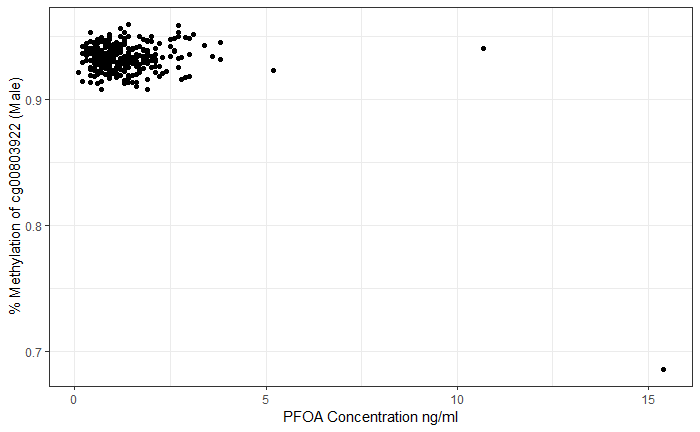 % Methylation of cg00803922 (Male)
0.9
0.8
0.7
0 5 10 15
PFOA Concentration ng/ml